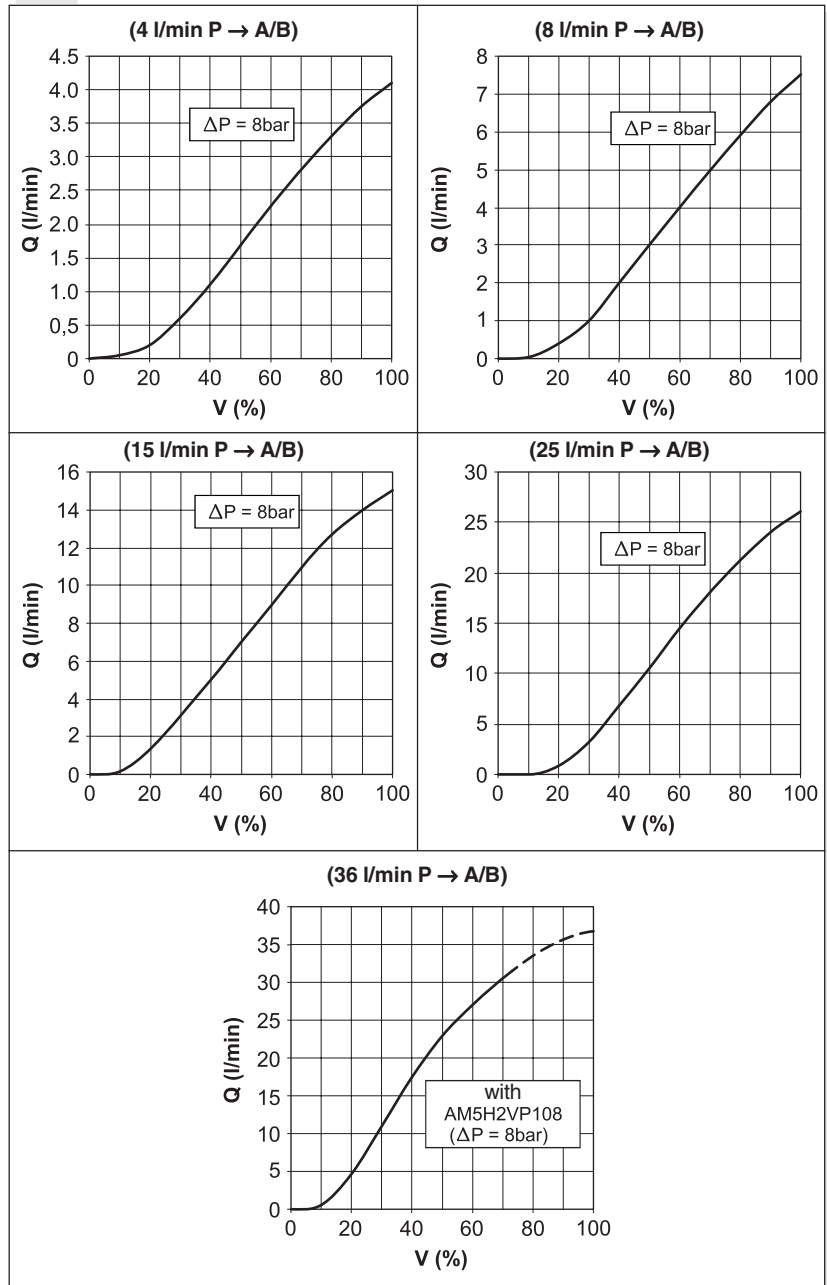 (4 l/min P → A/B)
4.5
4.0
3.5
3.0
2.5
2.0
1.5
1.0
0,5
0
Q (l/min)
ΔP = 8bar
0 20 40 60 80 100
V (%)
(8 l/min P → A/B)
8
7
6
5
4
3
2
1
0
Q (l/min)
ΔP = 8bar
0 20 40 60 80 100
V (%)
(15 l/min P → A/B)
16
14
12
10
8
6
4
2
0
Q (l/min)
ΔP = 8bar
0 20 40 60 80 100
V (%)
(25 l/min P → A/B)
30
25
20
15
10
5
0
Q (l/min)
ΔP = 8bar
0 20 40 60 80 100
V (%)
(36 l/min P → A/B)
40
35
30
25
20
15
10
5
0
Q (l/min)
with
AM5H2VP108
(ΔP = 8bar)
0 20 40 60 80 100
V (%)